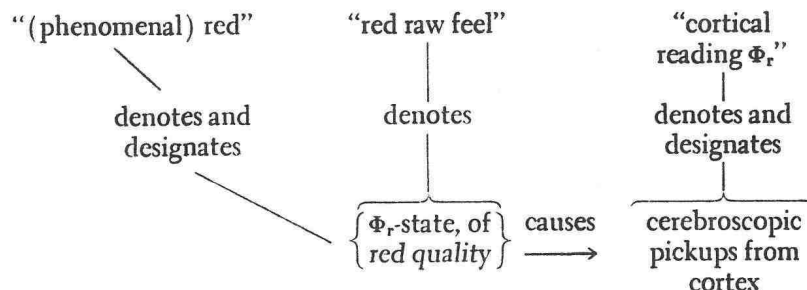 “(phenomenal) red” “red raw feel” “cortical
reading Φr”
denotes and denotes denotes and
designates designates
Φr-state, of causes cerebroscopic
red quality pickups from
cortex